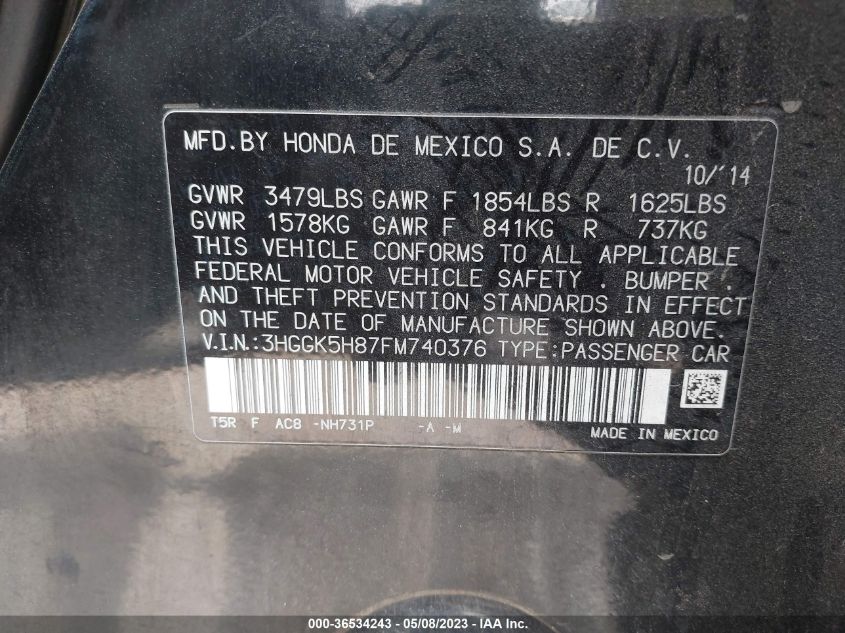 MFD.BY HONDA DE MEXICO S.A. DE C.V.
10/'14
GVWR 3479LBS GAWR F 1854LBS R 1625LBS
GVWR 1578KG GAWR F 841KG R 737KG
THIS VEHICLE CONFORMS TO ALL APPLICABLE
FEDERAL MOTOR VEHICLE SAFETY . BUMPER .
AND THEFT PREVENTION STANDARDS IN EFFECT
ON THE DATE OF MANUFACTURE SHOWN ABOVE.
V.I.N.:3HGGK5H87FM740376 TYPE:PASSENGER CAR
T5R F AC8 -NH731P -A -M
MADE IN MEXICO
000-36534243 - 05/08/2023 - IAA Inc.